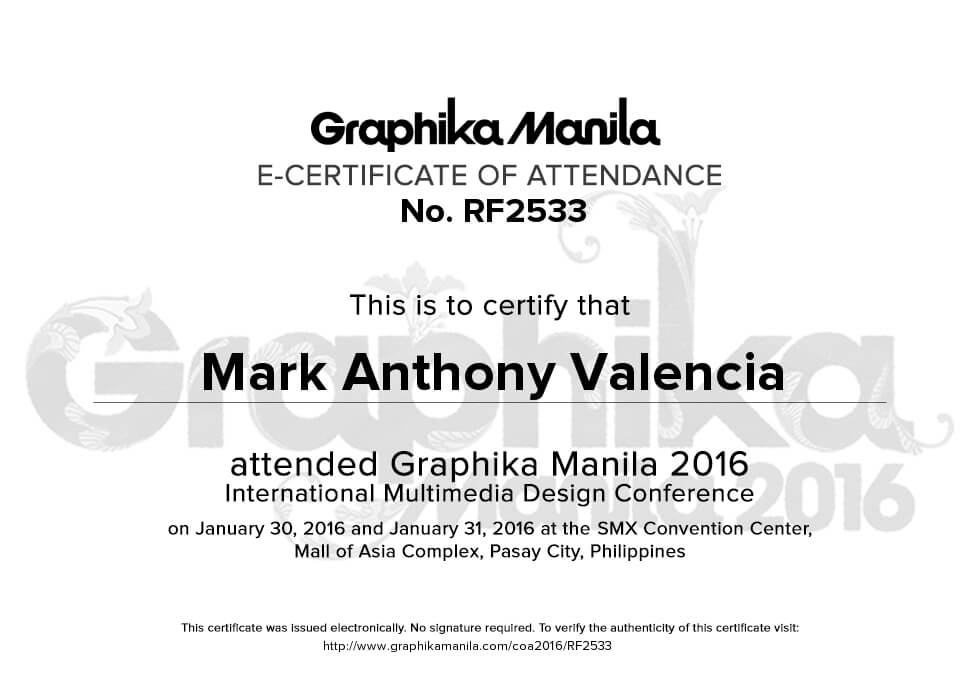 Graphika Manila
E-CERTIFICATE OF ATTENDANCE
No. RF2533
This is to certify that
Mark Anthony Valencia
attended Graphika Manila 2016
International Multimedia Design Conference
on January 30, 2016 and January 31, 2016 at the SMX Convention Center,
Mall of Asia Complex, Pasay City, Philippines
This certificate was issued electronically. No signature required. To verify the authenticity of this certificate visit:
http://www.graphikamanila.com/coa2016/RF2533
Graphika
Manila 2016